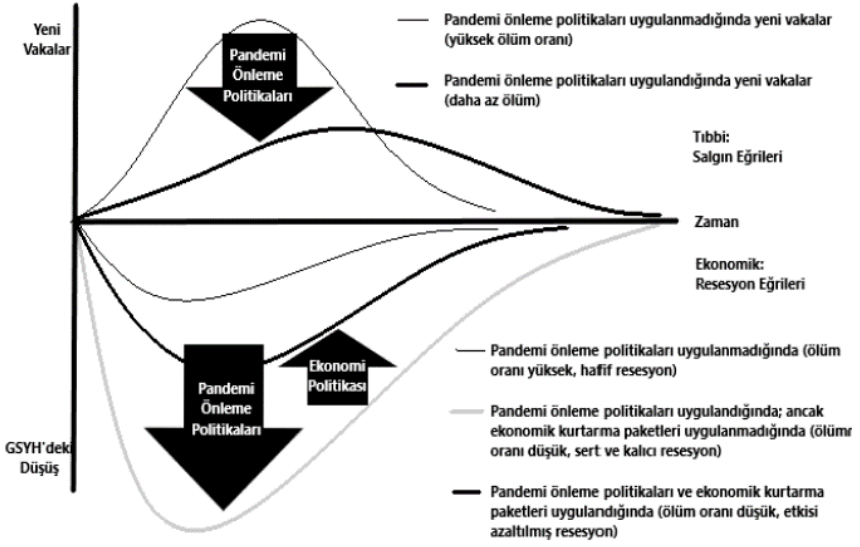 Yeni
Vakalar
Pandemi
Önleme
Politikaları
Pandemi önleme politikaları uygulanmadığında yeni vakalar
(yüksek ölüm oranı)
Pandemi önleme politikaları uygulandığında yeni vakalar
(daha az ölüm)
Tıbbi:
Salgın Eğrileri
Zaman
Ekonomik:
Resesyon Eğrileri
Ekonomi
Politikası
Pandemi
Önleme
Politikaları
GSYH'deki
Düşüş
Pandemi önleme politikaları uygulanmadığında (ölüm
oranı yüksek, hafif resesyon)
Pandemi önleme politikaları uygulandığında; ancak
ekonomik kurtarma paketleri uygulanmadığında (ölümr
oranı düşük, sert ve kalıcı resesyon)
Pandemi önleme politikaları ve ekonomik kurtarma
paketleri uygulandığında (ölüm oranı düşük, etkisi
azaltılmış resesyon)